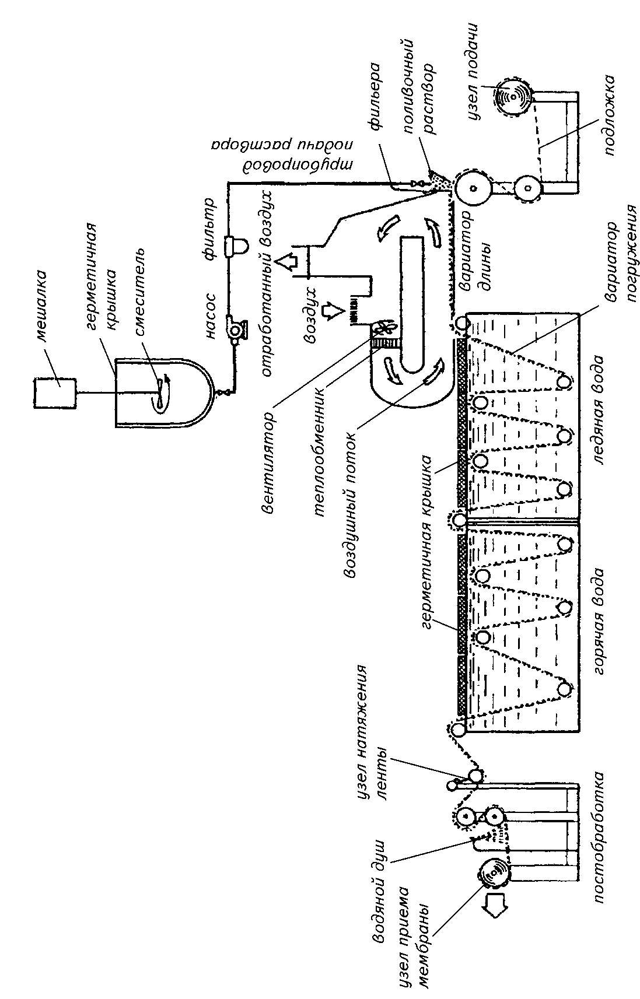 мешалка
герметичная
крышка
смеситель
насос
фильтр
трубопровод
подачи раствора
отработанный воздух
воздух
фильера
поливочный
раствор
узел подачи
подложка
вентилятор
теплообменник
воздушный поток
вариатор
длины
вариатор
погружения
герметичная крышка
ледяная вода
горячая вода
узел натяжения
ленты
водяной душ
узел приема
мембраны
постобработка